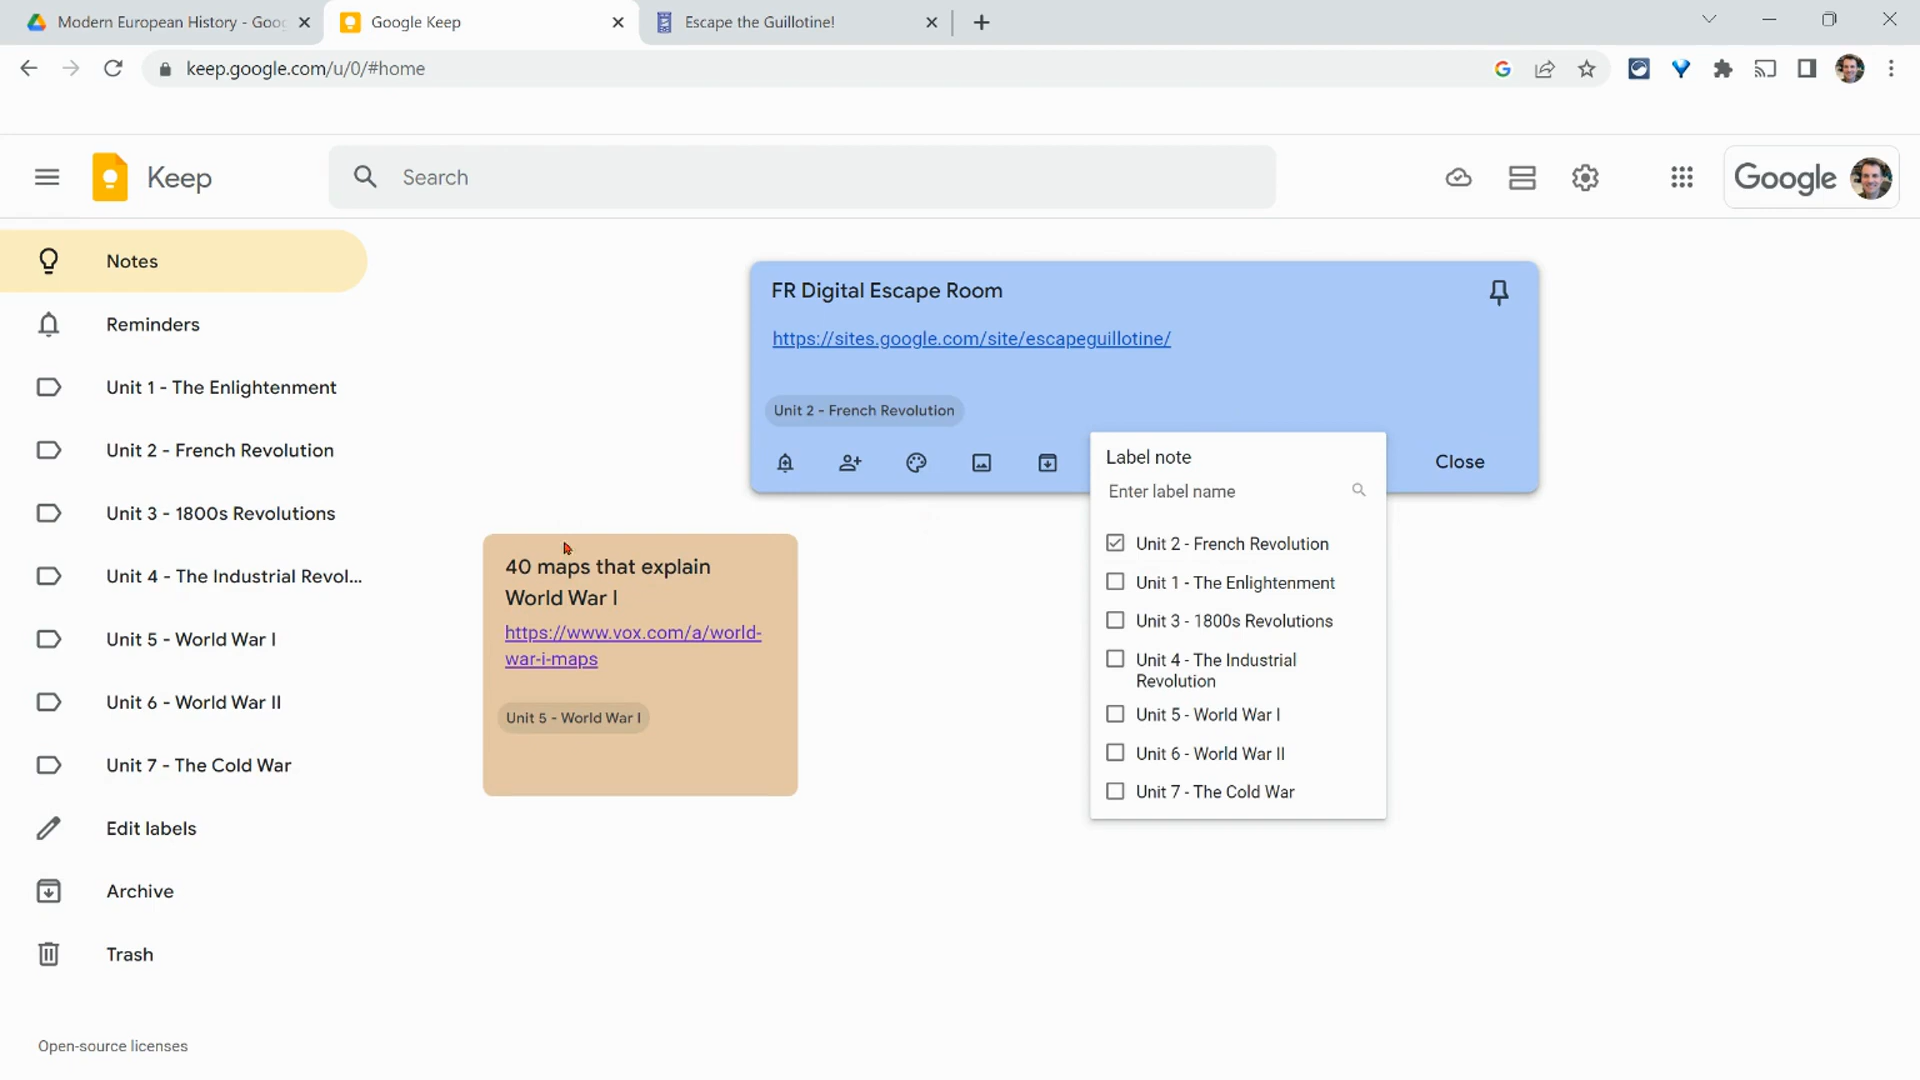 Modern European History - Goo
Google Keep
Escape the Guillotine!
keep.google.com/u/0/#home
Keep
Search
Google
Notes
Reminders
Unit 1 - The Enlightenment
Unit 2 - French Revolution
Unit 3 - 1800s Revolutions
Unit 4 - The Industrial Revol...
Unit 5 - World War I
Unit 6 - World War II
Unit 7 - The Cold War
Edit labels
Archive
Trash
Open-source licenses
FR Digital Escape Room
https://sites.google.com/site/escapeguillotine/
Unit 2 - French Revolution
Close
Label note
Enter label name
Unit 2 - French Revolution
Unit 1 - The Enlightenment
Unit 3 - 1800s Revolutions
Unit 4 - The Industrial
Revolution
Unit 5 - World War I
Unit 6 - World War II
Unit 7 - The Cold War
40 maps that explain
World War I
https://www.vox.com/a/world-
war-i-maps
Unit 5 - World War I